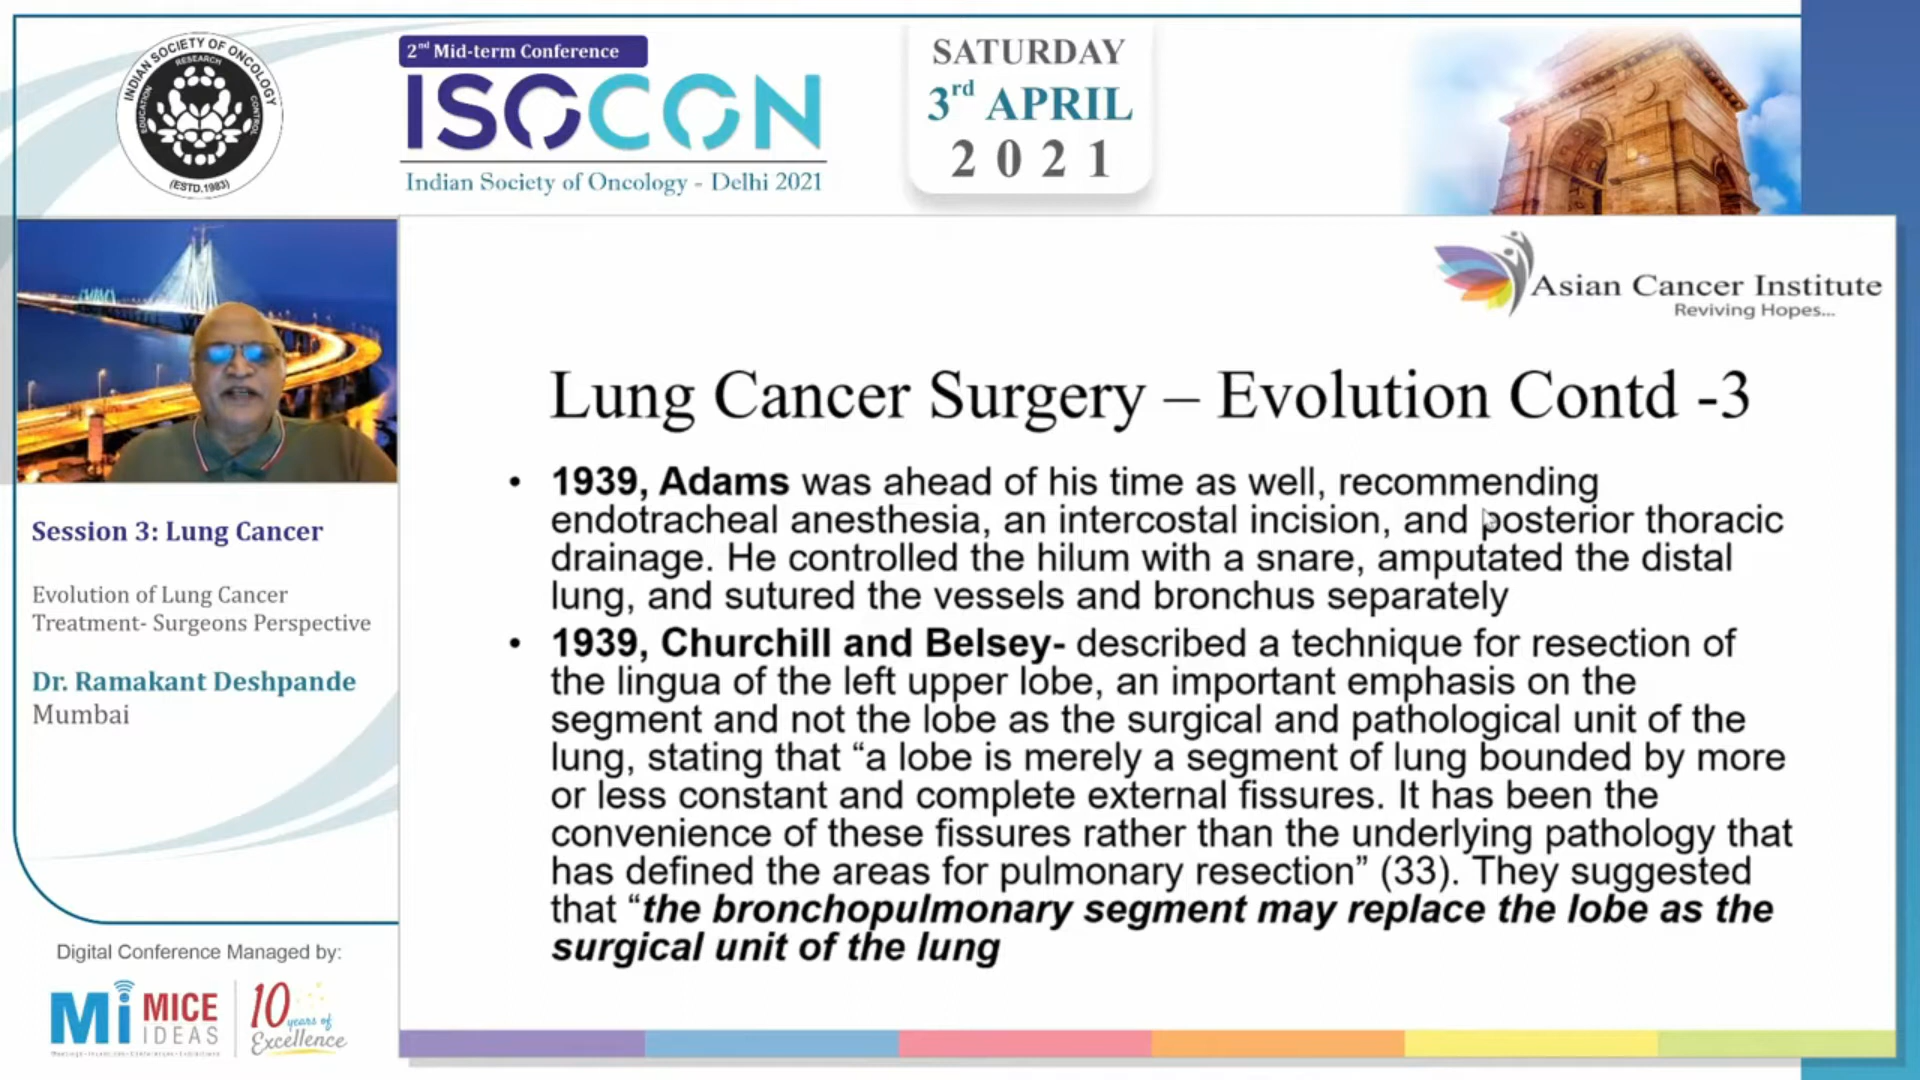 INDIAN SOCIETY OF ONCOLOGY
RESEARCH
EDUCATION
CONTROL
(ESTD.1983)
2nd Mid-term Conference
ISOCON
Indian Society of Oncology - Delhi 2021
SATURDAY
3rd APRIL
2021
Asian Cancer Institute
Reviving Hopes...
Session 3: Lung Cancer
Evolution of Lung Cancer
Treatment- Surgeons Perspective
Dr. Ramakant Deshpande
Mumbai
Digital Conference Managed by:
Mi MICE
IDEAS
10
years of
Excellence
Lung Cancer Surgery – Evolution Contd -3
• 1939, Adams was ahead of his time as well, recommending
endotracheal anesthesia, an intercostal incision, and posterior thoracic
drainage. He controlled the hilum with a snare, amputated the distal
lung, and sutured the vessels and bronchus separately
• 1939, Churchill and Belsey- described a technique for resection of
the lingua of the left upper lobe, an important emphasis on the
segment and not the lobe as the surgical and pathological unit of the
lung, stating that “a lobe is merely a segment of lung bounded by more
or less constant and complete external fissures. It has been the
convenience of these fissures rather than the underlying pathology that
has defined the areas for pulmonary resection” (33). They suggested
that “the bronchopulmonary segment may replace the lobe as the
surgical unit of the lung